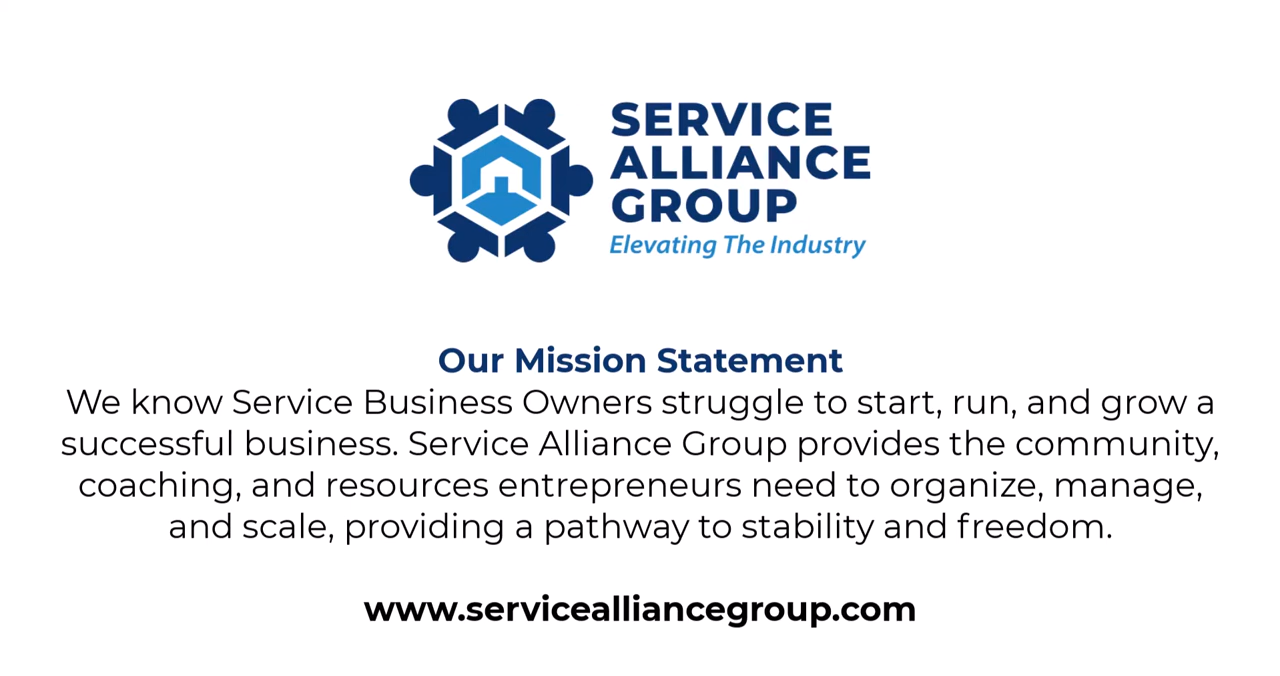 SERVICE
ALLIANCE
GROUP
Elevating The Industry
Our Mission Statement
We know Service Business Owners struggle to start, run, and grow a
successful business. Service Alliance Group provides the community,
coaching, and resources entrepreneurs need to organize, manage,
and scale, providing a pathway to stability and freedom.
www.servicealliancegroup.com